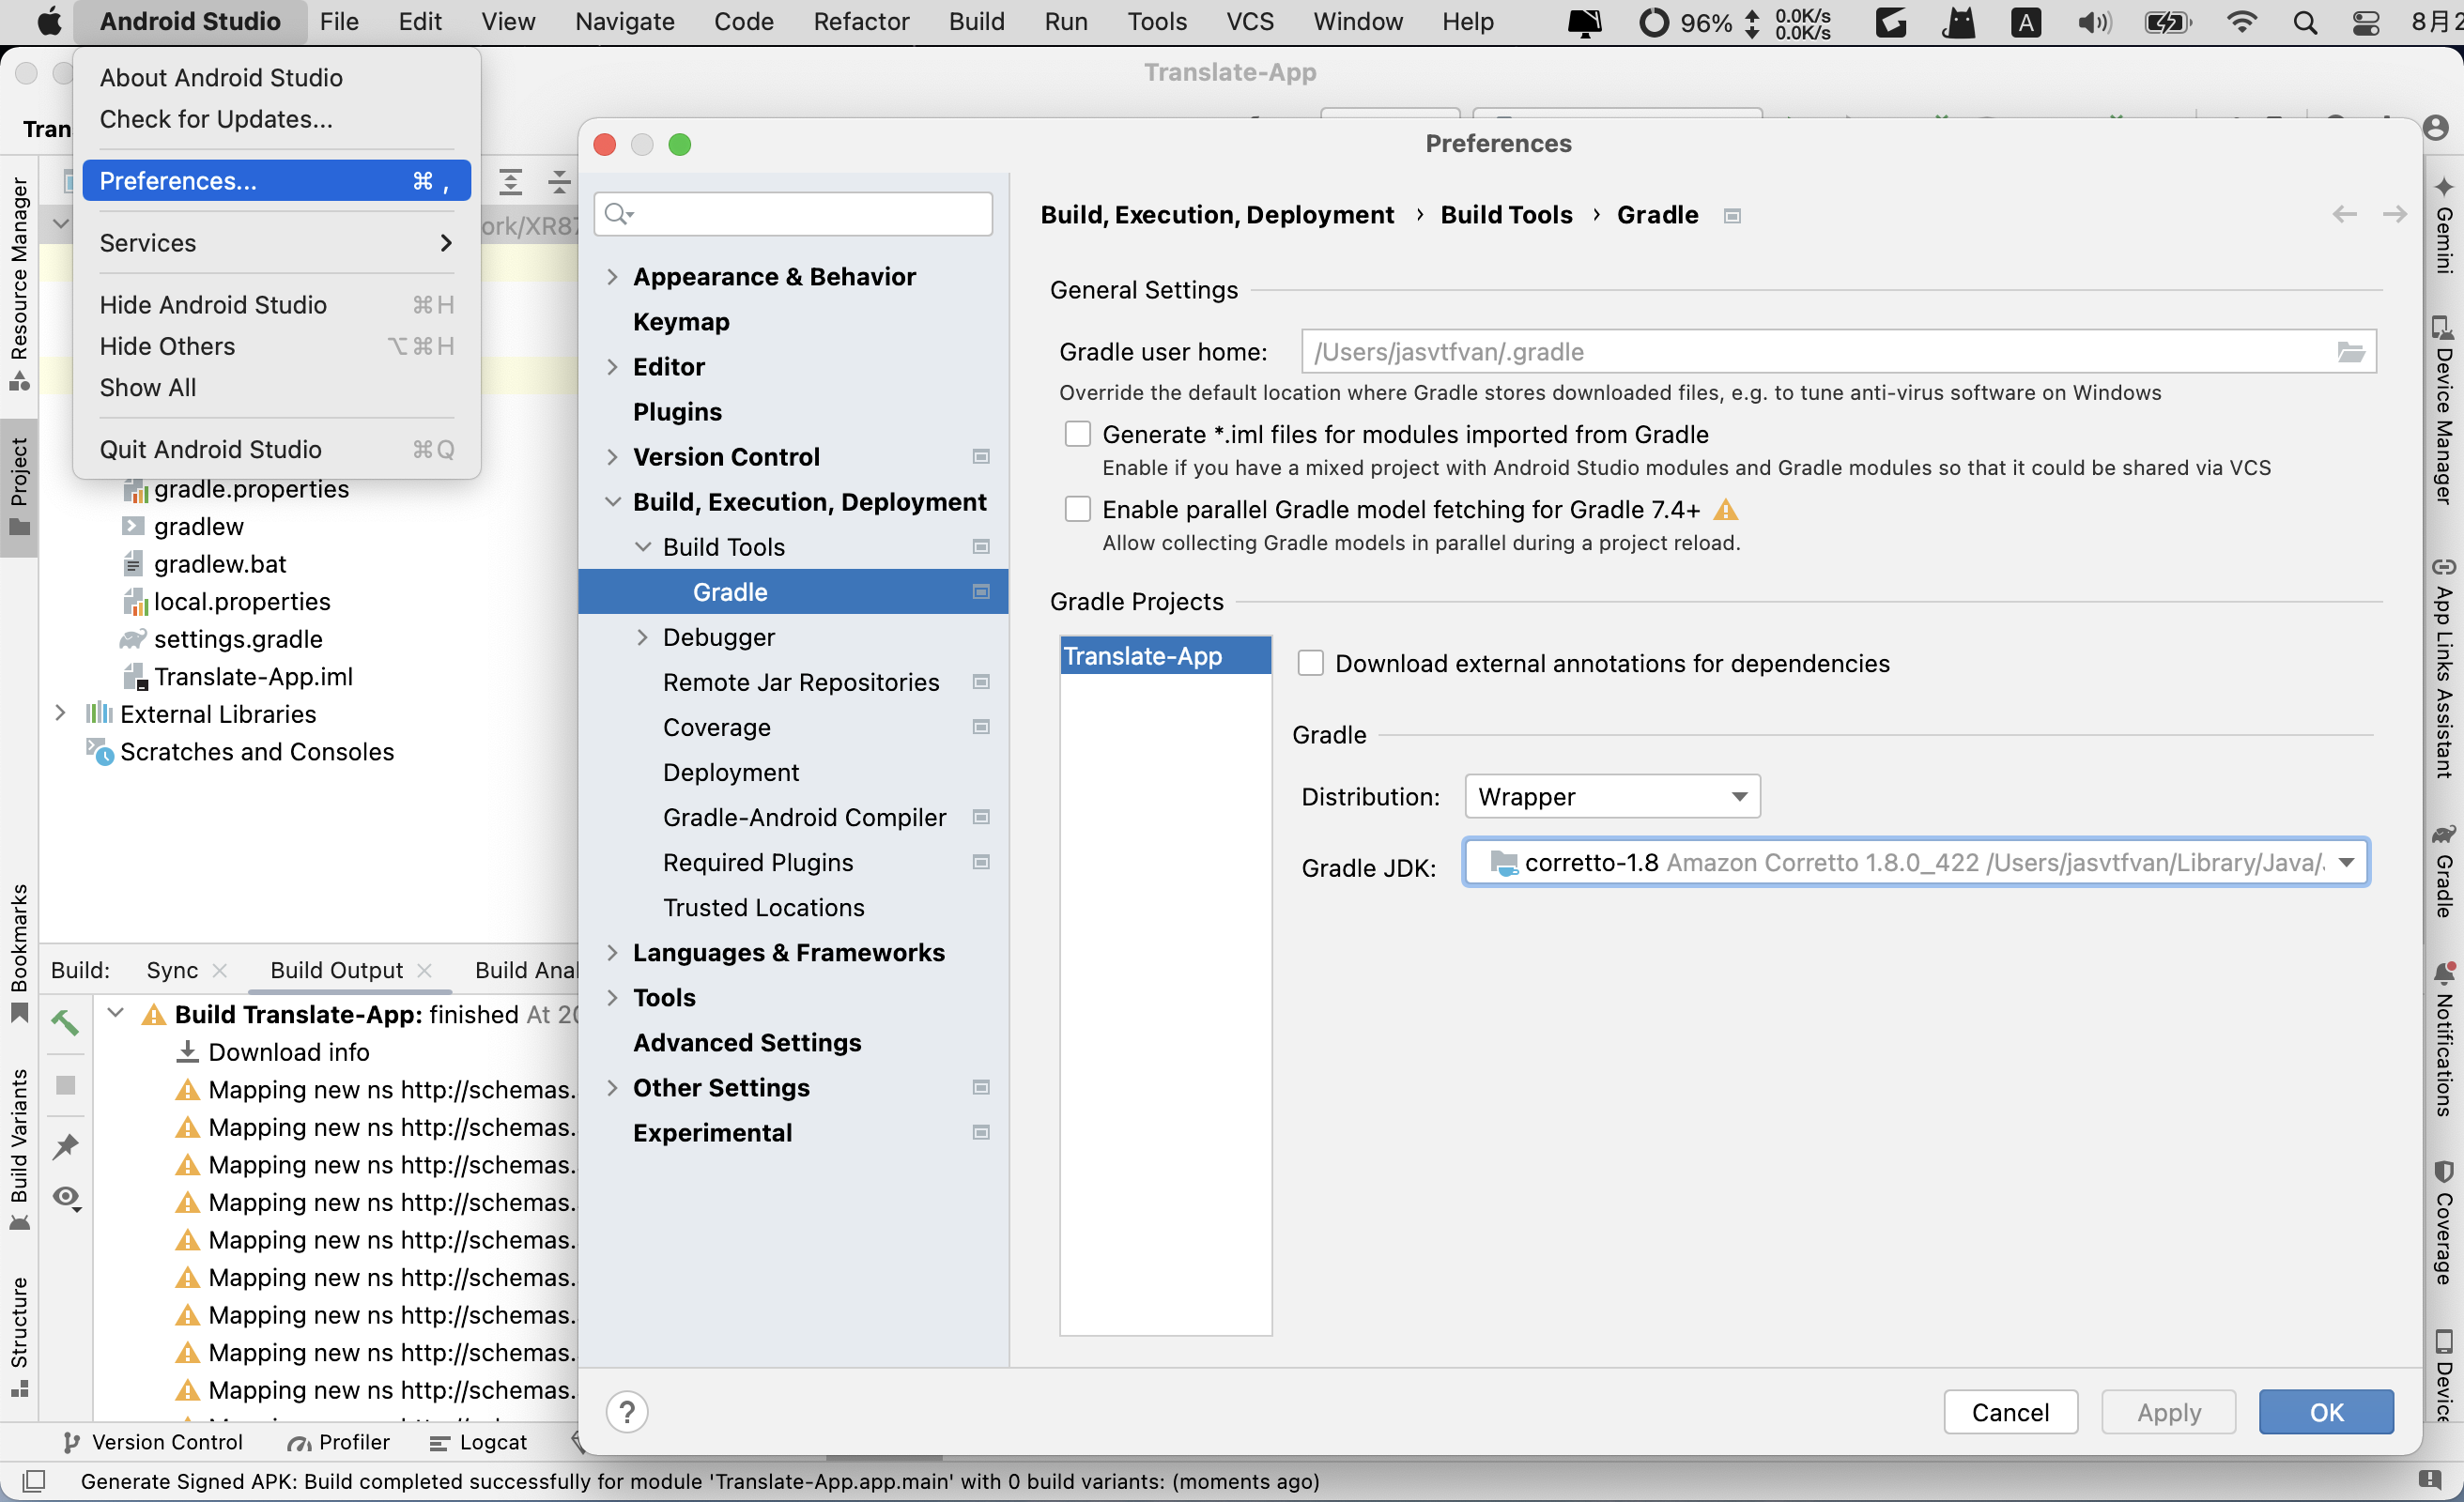 Android Studio File Edit View Navigate Code Refactor Build Run Tools VCS Window Help 96% 0.0K/s 0.0K/s A 8月2
Translate-App
About Android Studio
Check for Updates...
Preferences... ⌘ ,
Services
Hide Android Studio ⌘H
Hide Others ⌥⌘H
Show All
Quit Android Studio ⌘Q
Tran
ork/XR87
Resource Manager
Project
Bookmarks
Build Variants
Structure
gradle.properties
gradlew
gradlew.bat
local.properties
settings.gradle
Translate-App.iml
External Libraries
Scratches and Consoles
Preferences
Appearance & Behavior
Keymap
Editor
Plugins
Version Control
Build, Execution, Deployment
Build Tools
Gradle
Debugger
Remote Jar Repositories
Coverage
Deployment
Gradle-Android Compiler
Required Plugins
Trusted Locations
Languages & Frameworks
Tools
Advanced Settings
Other Settings
Experimental
Build, Execution, Deployment › Build Tools › Gradle
General Settings
Gradle user home: /Users/jasvtfvan/.gradle
Override the default location where Gradle stores downloaded files, e.g. to tune anti-virus software on Windows
Generate *.iml files for modules imported from Gradle
Enable if you have a mixed project with Android Studio modules and Gradle modules so that it could be shared via VCS
Enable parallel Gradle model fetching for Gradle 7.4+
Allow collecting Gradle models in parallel during a project reload.
Gradle Projects
Translate-App
Download external annotations for dependencies
Gradle
Distribution: Wrapper
Gradle JDK: corretto-1.8 Amazon Corretto 1.8.0_422 /Users/jasvtfvan/Library/Java/
? Cancel Apply OK
Gemini
Device Manager
App Links Assistant
Gradle
Notifications
Coverage
Device
Build: Sync Build Output Build Anal
Build Translate-App: finished At 20
Download info
Mapping new ns http://schemas.
Mapping new ns http://schemas.
Mapping new ns http://schemas.
Mapping new ns http://schemas.
Mapping new ns http://schemas.
Mapping new ns http://schemas.
Mapping new ns http://schemas.
Mapping new ns http://schemas.
Mapping new ns http://schemas.
Version Control Profiler Logcat
Generate Signed APK: Build completed successfully for module 'Translate-App.app.main' with 0 build variants: (moments ago)